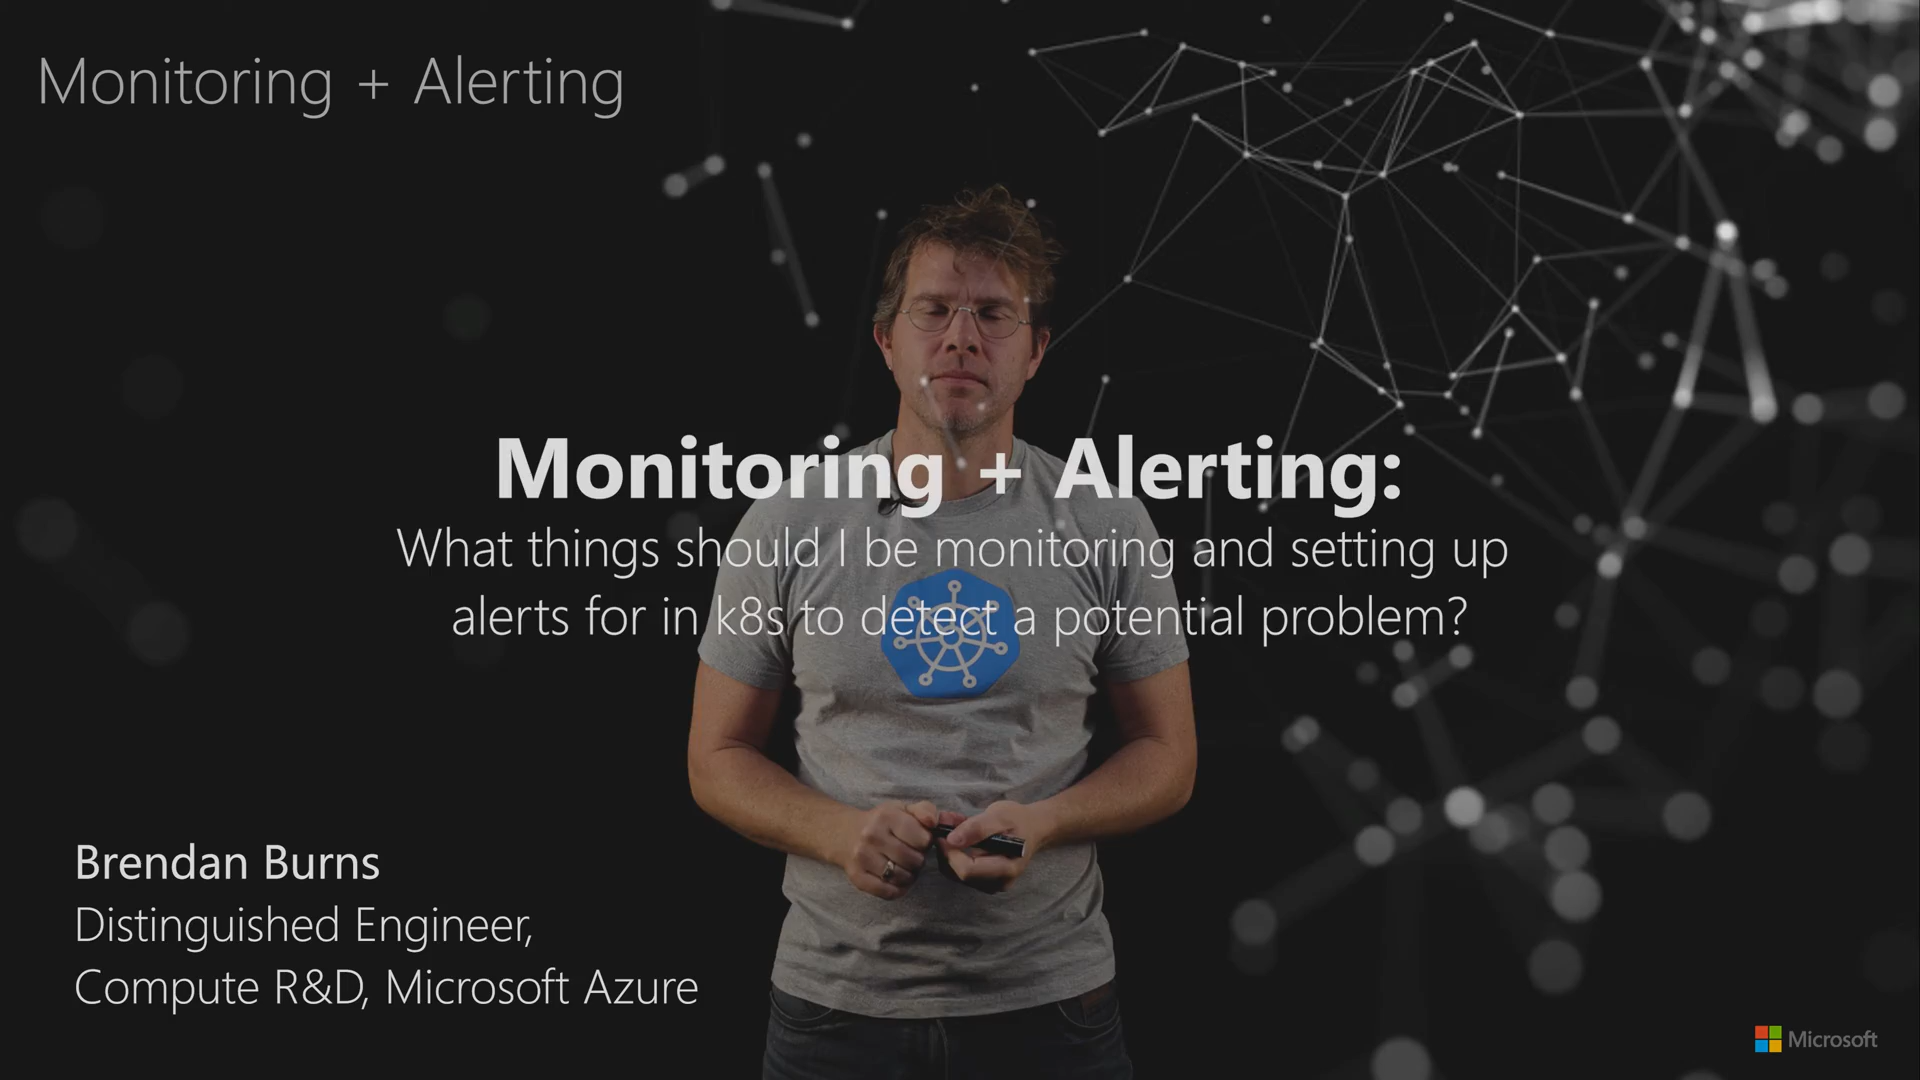 Monitoring + Alerting
Monitoring + Alerting:
What things should I be monitoring and setting up
alerts for in k8s to detect a potential problem?
Brendan Burns
Distinguished Engineer,
Compute R&D, Microsoft Azure
Microsoft